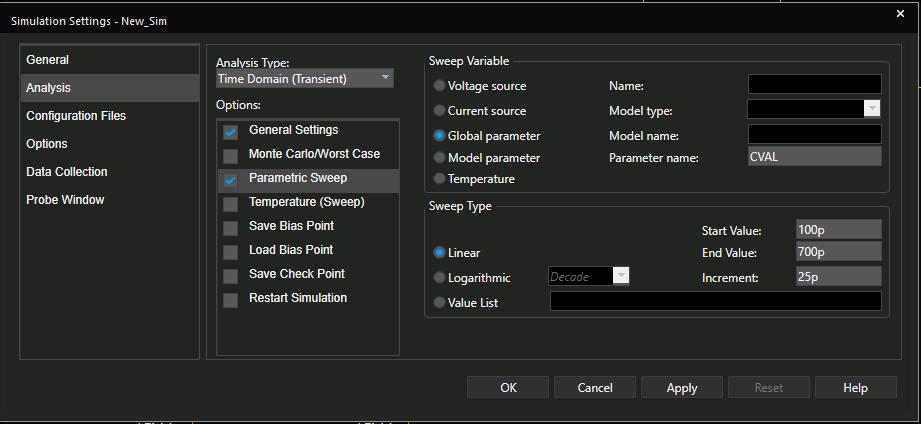 Simulation Settings - New_Sim
General
Analysis
Configuration Files
Options
Data Collection
Probe Window
Analysis Type:
Time Domain (Transient)
Options:
General Settings
Monte Carlo/Worst Case
Parametric Sweep
Temperature (Sweep)
Save Bias Point
Load Bias Point
Save Check Point
Restart Simulation
Sweep Variable
Voltage source Name:
Current source Model type:
Global parameter Model name:
Model parameter Parameter name: CVAL
Temperature
Sweep Type
Start Value: 100p
Linear End Value: 700p
Logarithmic Decade Increment: 25p
Value List
OK Cancel Apply Reset Help